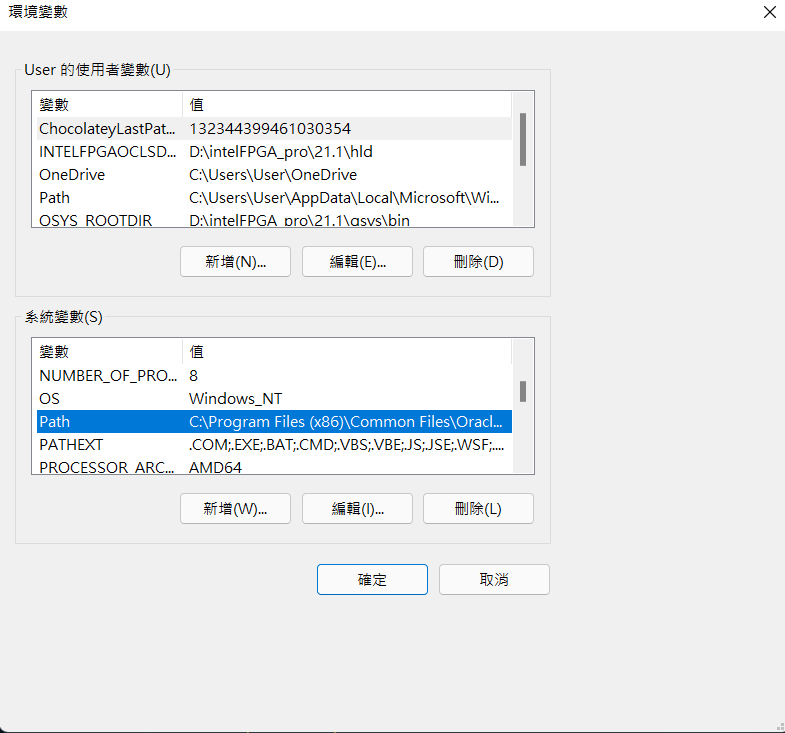 環境變數
User 的使用者變數(U)
變數 值
ChocolateyLastPat... 132344399461030354
INTELFPGAOCLSD... D:\intelFPGA_pro\21.1\hld
OneDrive C:\Users\User\OneDrive
Path C:\Users\User\AppData\Local\Microsoft\Wi...
QSYS_ROOTDIR D:\intelFPGA_pro\21.1\qsys\bin
新增(N)... 編輯(E)... 刪除(D)
系統變數(S)
變數 值
NUMBER_OF_PRO... 8
OS Windows_NT
Path C:\Program Files (x86)\Common Files\Oracl...
PATHEXT .COM;.EXE;.BAT;.CMD;.VBS;.VBE;.JS;.JSE;.WSF;....
PROCESSOR_ARC... AMD64
新增(W)... 編輯(I)... 刪除(L)
確定 取消